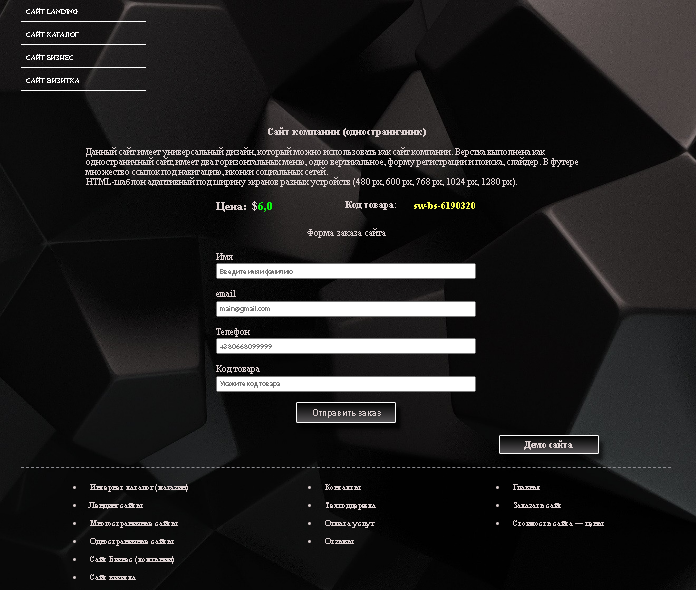 САЙТ LANDING
САЙТ КАТАЛОГ
САЙТ БИЗНЕС
САЙТ ВИЗИТКА
Сайт компании (одностраничник)
Данный сайт имеет универсальный дизайн, который можно использовать как сайт компании. Верстка выполнена как
одностраничный сайт, имеет два горизонтальных меню, одно вертикальное, форму регистрации и поиска, слайдер . В футере
множество ссылок под навигацию, иконки социальных сетей.
HTML-шаблон адаптивный под ширину экранов разных устройств (480 px, 600 px, 768 px, 1024 px, 1280 px).
Цена: $6,0 Код товара: sw-bs-6190320
Форма заказа сайта
Имя
Введите имя и фамилию
email
main@gmail.com
Телефон
+380668099999
Код товара
Укажите код товара
Отправить заказ
Демо сайта
Интернет каталог (магазин)
Лендинг сайты
Многостраничные сайты
Одностраничные сайты
Сайт Бизнес (компании)
Сайт визитка
Контакты
Техподдержка
Оплата услуг
Отзывы
Главная
Заказать сайт
Стоимость сайта — цены